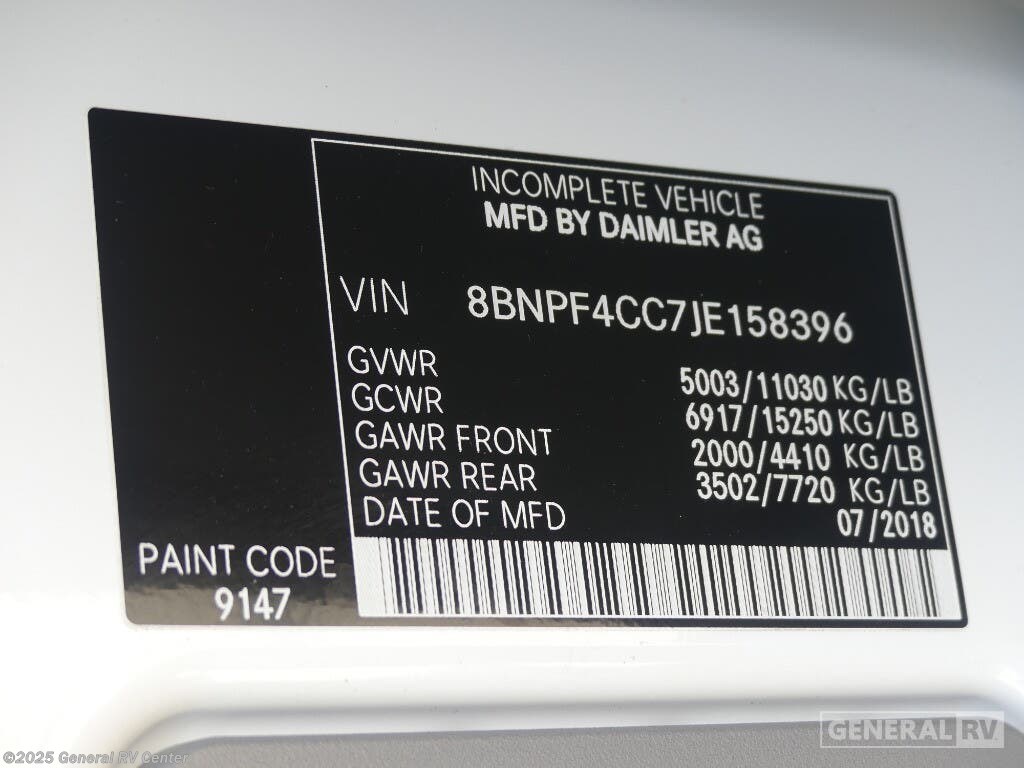 INCOMPLETE VEHICLE
MFD BY DAIMLER AG
VIN 8BNPF4CC7JE158396
GVWR 5003/11030 KG/LB
GCWR 6917/15250 KG/LB
GAWR FRONT 2000/4410 KG/LB
GAWR REAR 3502/7720 KG/LB
DATE OF MFD 07/2018
PAINT CODE
9147
GENERAL RV
©2025 General RV Center